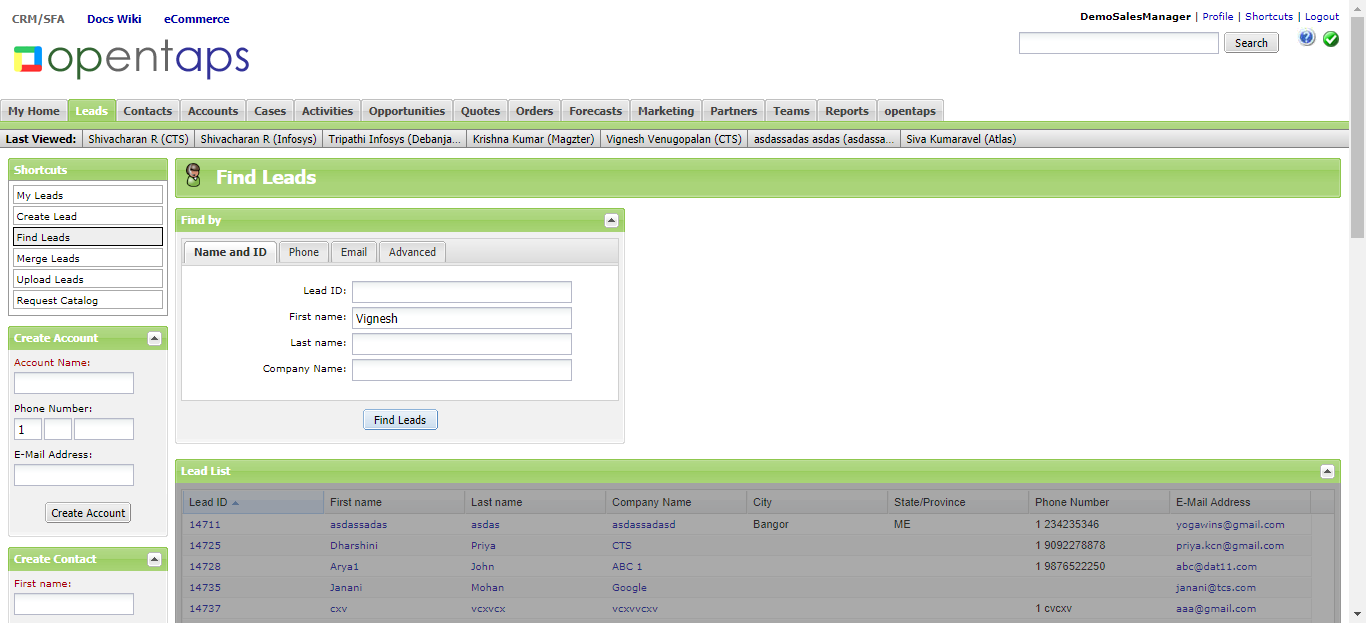 CRM/SFA Docs Wiki eCommerce
DemoSalesManager | Profile | Shortcuts | Logout
opentaps
Search
My Home Leads Contacts Accounts Cases Activities Opportunities Quotes Orders Forecasts Marketing Partners Teams Reports opentaps
Last Viewed: Shivacharan R (CTS) Shivacharan R (Infosys) Tripathi Infosys (Debanja... Krishna Kumar (Magzter) Vignesh Venugopalan (CTS) asdassadas asdas (asdassa... Siva Kumaravel (Atlas)
Shortcuts
My Leads
Create Lead
Find Leads
Merge Leads
Upload Leads
Request Catalog
Create Account
Account Name:
Phone Number:
1
E-Mail Address:
Create Account
Create Contact
First name:
Find Leads
Find by
Name and ID Phone Email Advanced
Lead ID:
First name: Vignesh
Last name:
Company Name:
Find Leads
Lead List
Lead ID First name Last name Company Name City State/Province Phone Number E-Mail Address
14711 asdassadas asdas asdassadasd Bangor ME 1 234235346 yogawins@gmail.com
14725 Dharshini Priya CTS 1 9092278878 priya.kcn@gmail.com
14728 Arya1 John ABC 1 1 9876522250 abc@dat11.com
14735 Janani Mohan Google janani@tcs.com
14737 cxv vcxvcx vcxvvcxv 1 cvcxv aaa@gmail.com